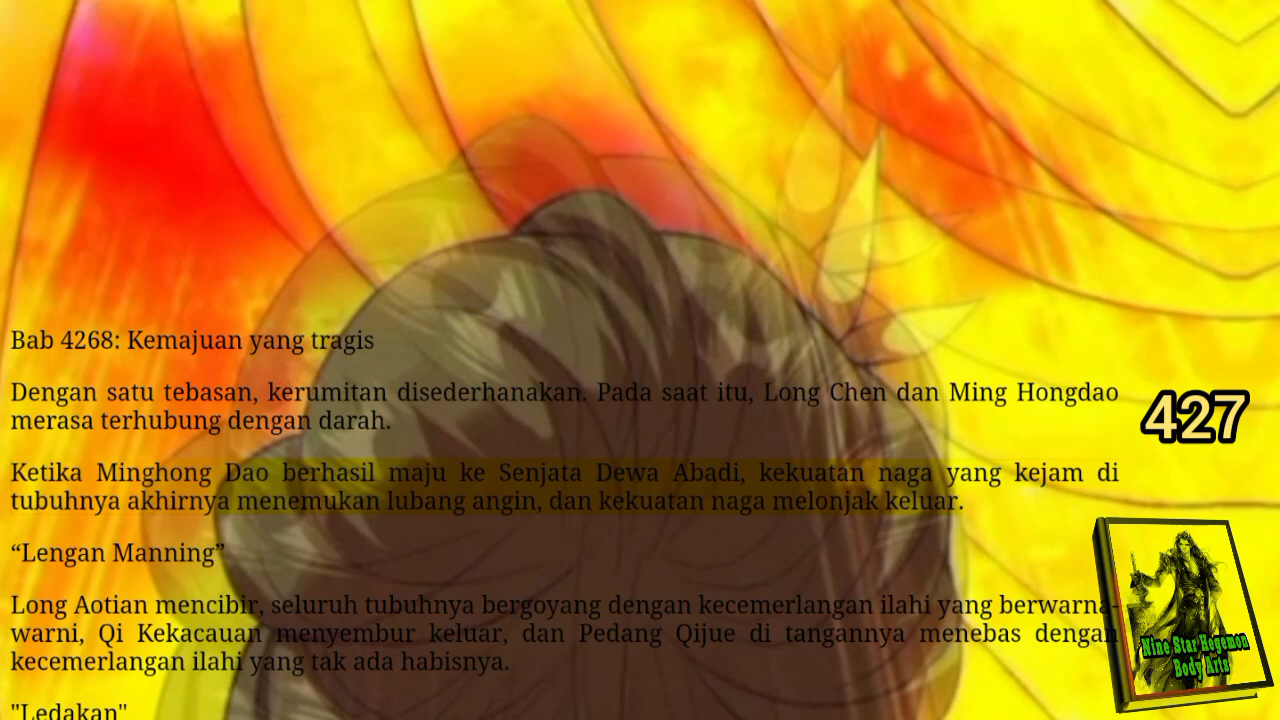 Bab 4268: Kemajuan yang tragis
Dengan satu tebasan, kerumitan disederhanakan. Pada saat itu, Long Chen dan Ming Hongdao
merasa terhubung dengan darah.
Ketika Minghong Dao berhasil maju ke Senjata Dewa Abadi, kekuatan naga yang kejam di
tubuhnya akhirnya menemukan lubang angin, dan kekuatan naga melonjak keluar.
“Lengan Manning”
Long Aotian mencibir, seluruh tubuhnya bergoyang dengan kecemerlangan ilahi yang berwarna-
warni, Qi Kekacauan menyembur keluar, dan Pedang Qijue di tangannya menebas dengan
kecemerlangan ilahi yang tak ada habisnya.
"Ledakan"
427
Nine Star Hegemon
Body Arts